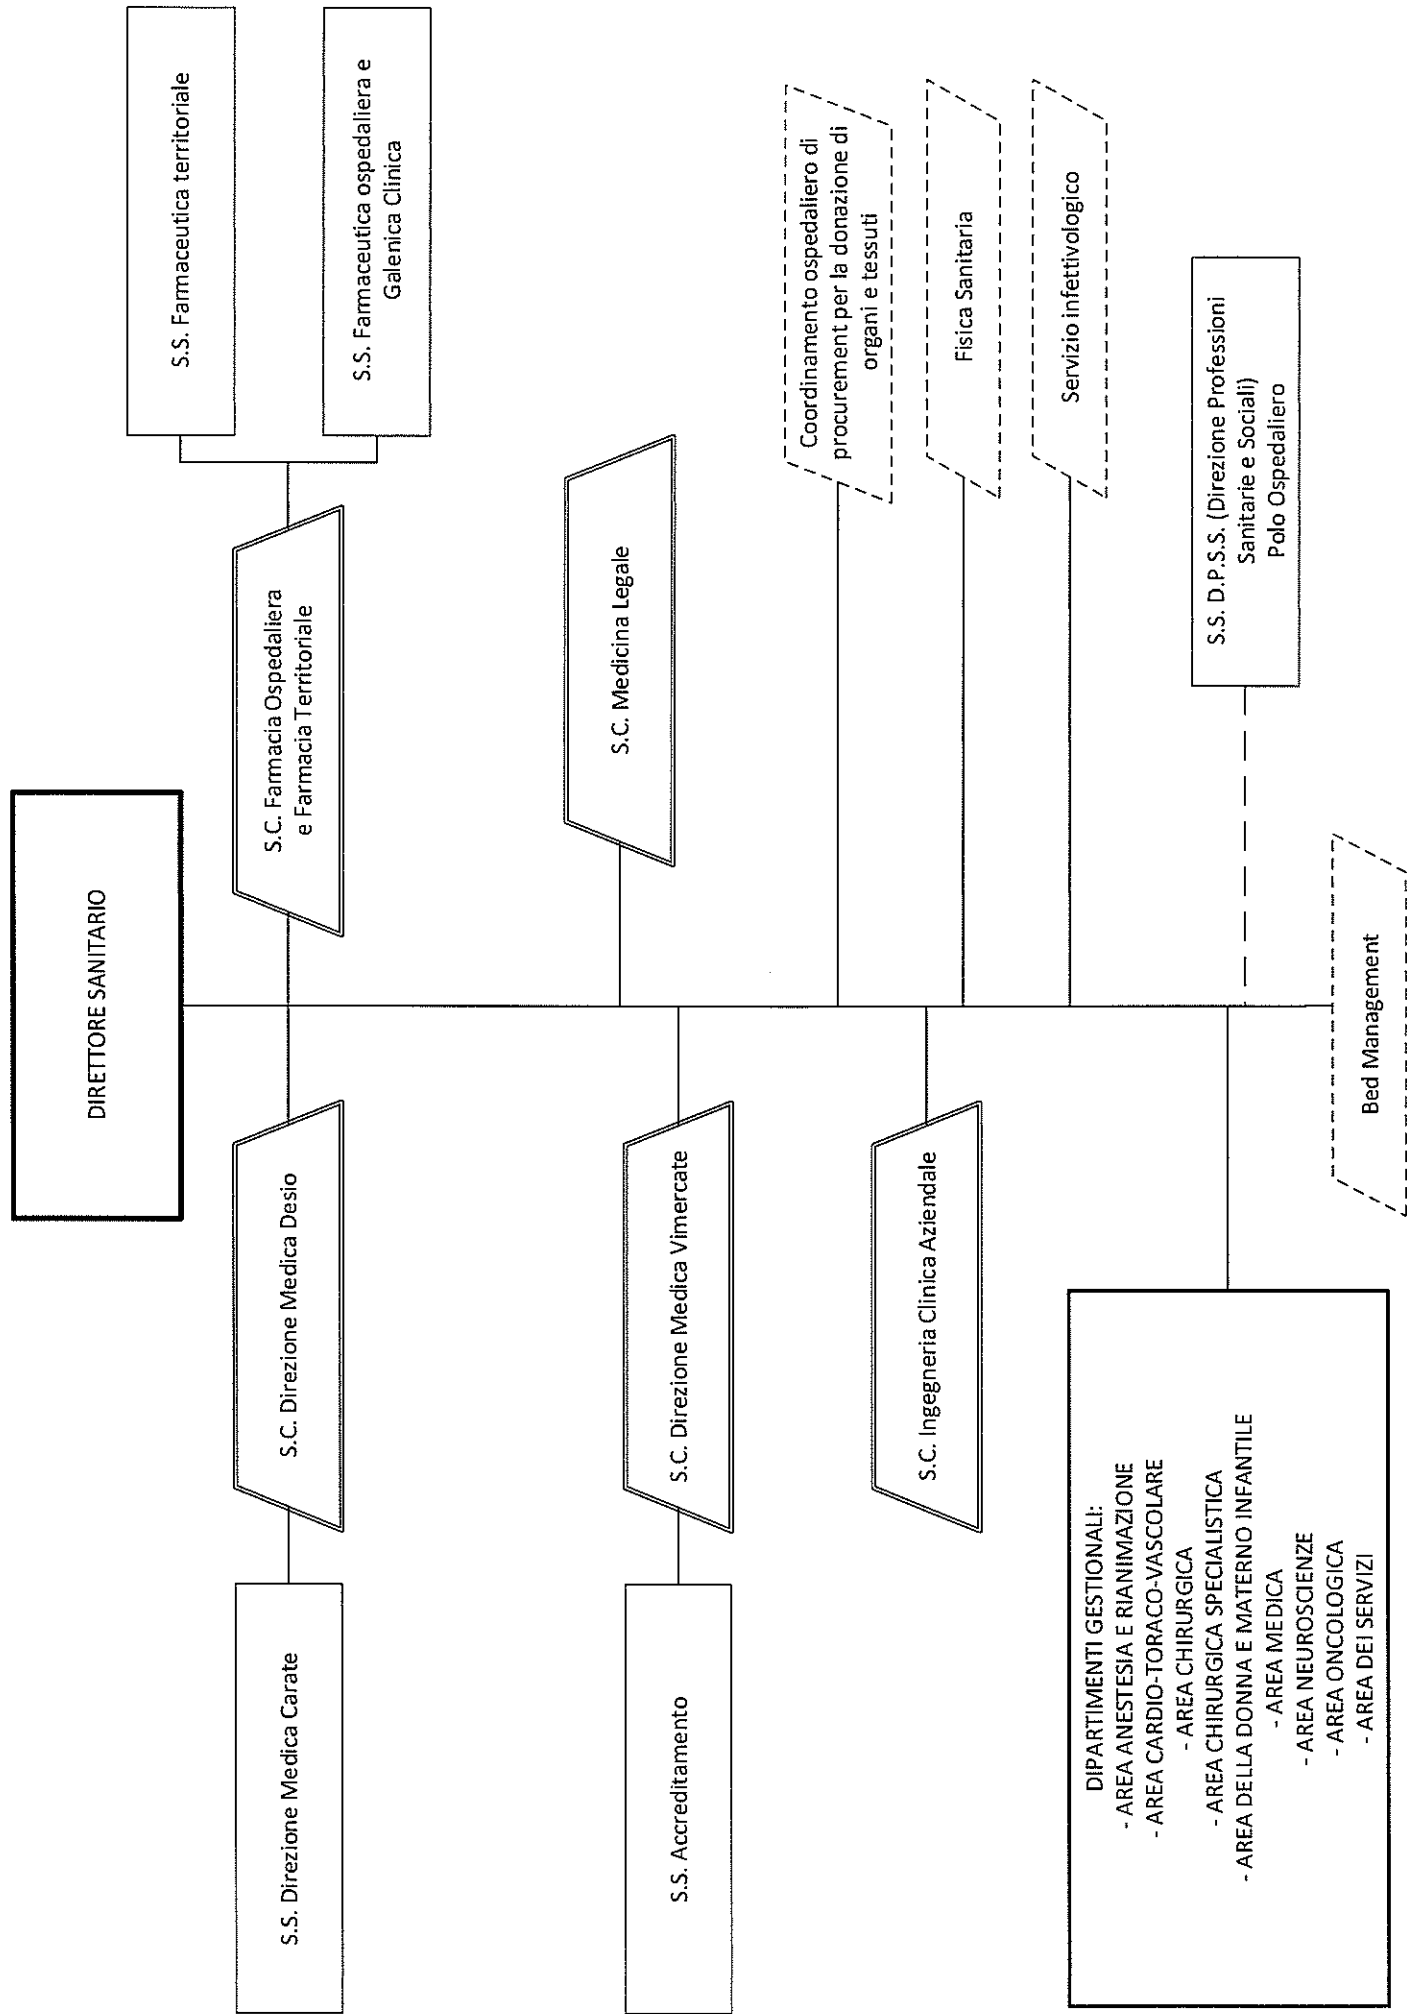 DIRETTORE SANITARIO
S.S. Direzione Medica Carate
S.C. Direzione Medica Desio
S.C. Farmacia Ospedaliera
e Farmacia Territoriale
S.S. Farmaceutica territoriale
S.S. Farmaceutica ospedaliera e
Galenica Clinica
S.C. Medicina Legale
S.S. Accreditamento
S.C. Direzione Medica Vimercate
S.C. Ingegneria Clinica Aziendale
Coordinamento ospedaliero di
procurement per la donazione di
organi e tessuti
Fisica Sanitaria
Servizio infettivologico
DIPARTIMENTI GESTIONALI:
- AREA ANESTESIA E RIANIMAZIONE
- AREA CARDIO-TORACO-VASCOLARE
- AREA CHIRURGICA
- AREA CHIRURGICA SPECIALISTICA
- AREA DELLA DONNA E MATERNO INFANTILE
- AREA MEDICA
- AREA NEUROSCIENZE
- AREA ONCOLOGICA
- AREA DEI SERVIZI
S.S. D.P.S.S. (Direzione Professioni
Sanitarie e Sociali)
Polo Ospedaliero
Bed Management